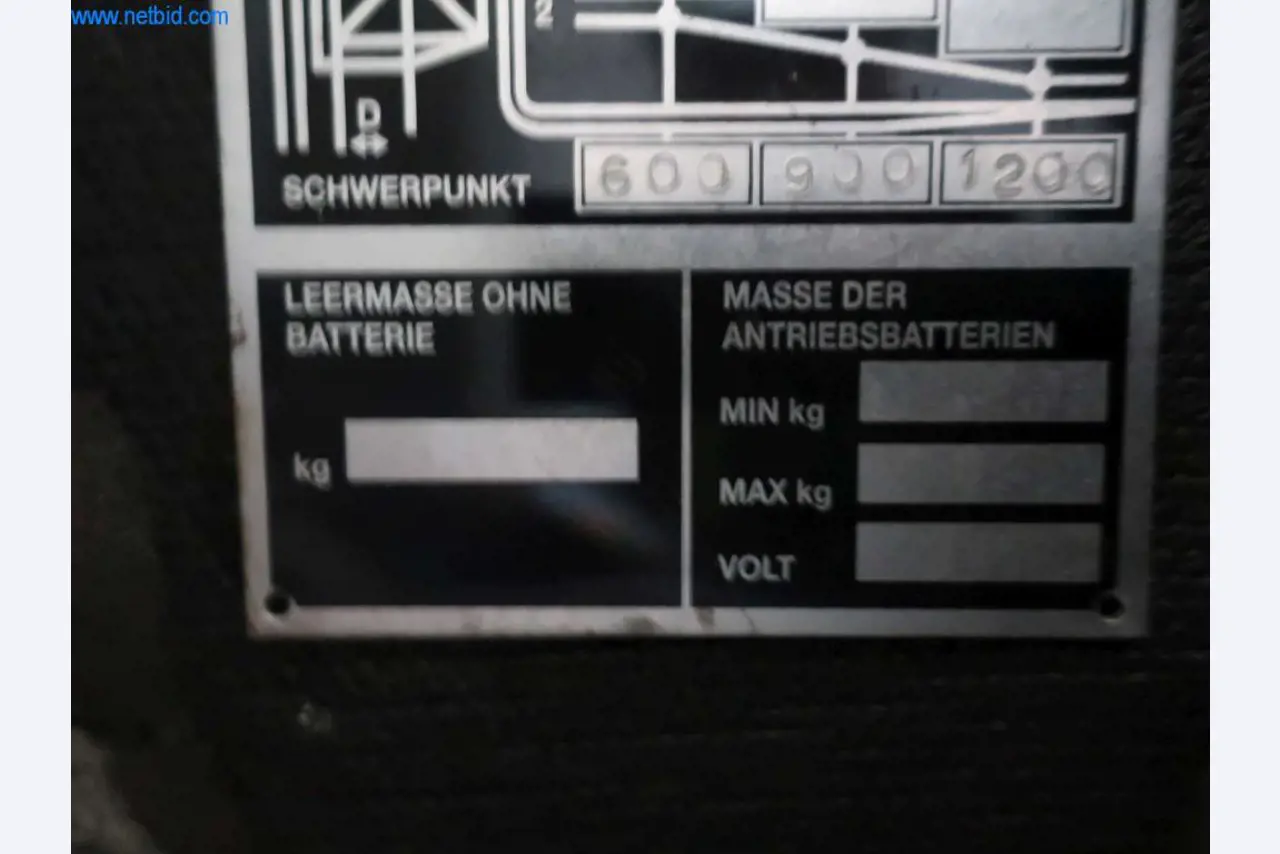 www.netbid.com
2
D
SCHWERPUNKT 600 900 1200
LEERMASSE OHNE
BATTERIE
kg
MASSE DER
ANTRIEBSBATTERIEN
MIN kg
MAX kg
VOLT